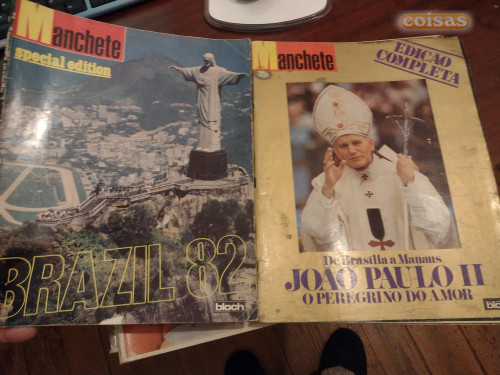 coisas
Manchete
special edition
BRAZIL 82
bloch
Manchete
EDIÇÃO
COMPLETA
De Brasília a Manaus
JOÃO PAULO II
O PEREGRINO DO AMOR